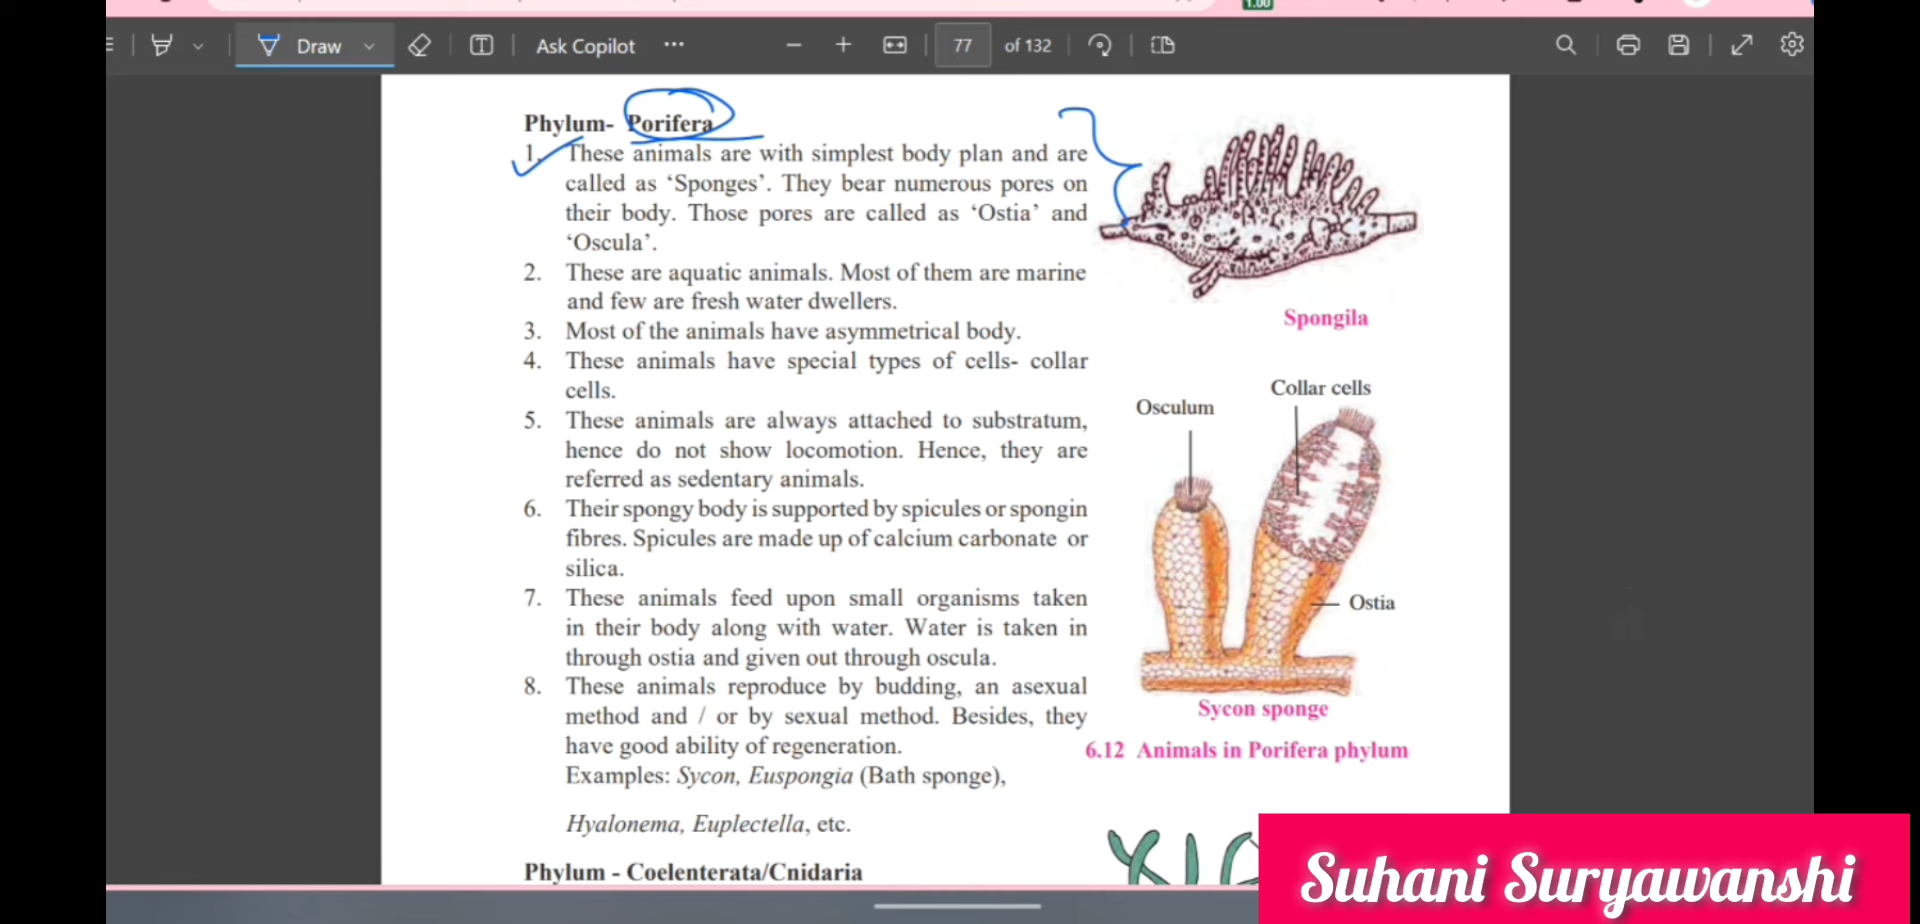 1.00
Draw
Ask Copilot
77 of 132
Phylum- Porifera
1. These animals are with simplest body plan and are
called as ‘Sponges’. They bear numerous pores on
their body. Those pores are called as ‘Ostia’ and
‘Oscula’.
2. These are aquatic animals. Most of them are marine
and few are fresh water dwellers.
3. Most of the animals have asymmetrical body.
4. These animals have special types of cells- collar
cells.
5. These animals are always attached to substratum,
hence do not show locomotion. Hence, they are
referred as sedentary animals.
6. Their spongy body is supported by spicules or spongin
fibres. Spicules are made up of calcium carbonate or
silica.
7. These animals feed upon small organisms taken
in their body along with water. Water is taken in
through ostia and given out through oscula.
8. These animals reproduce by budding, an asexual
method and / or by sexual method. Besides, they
have good ability of regeneration.
Examples: Sycon, Euspongia (Bath sponge),
Hyalonema, Euplectella, etc.
Phylum - Coelenterata/Cnidaria
Spongila
Collar cells
Osculum
Ostia
Sycon sponge
6.12 Animals in Porifera phylum
Suhani Suryawanshi